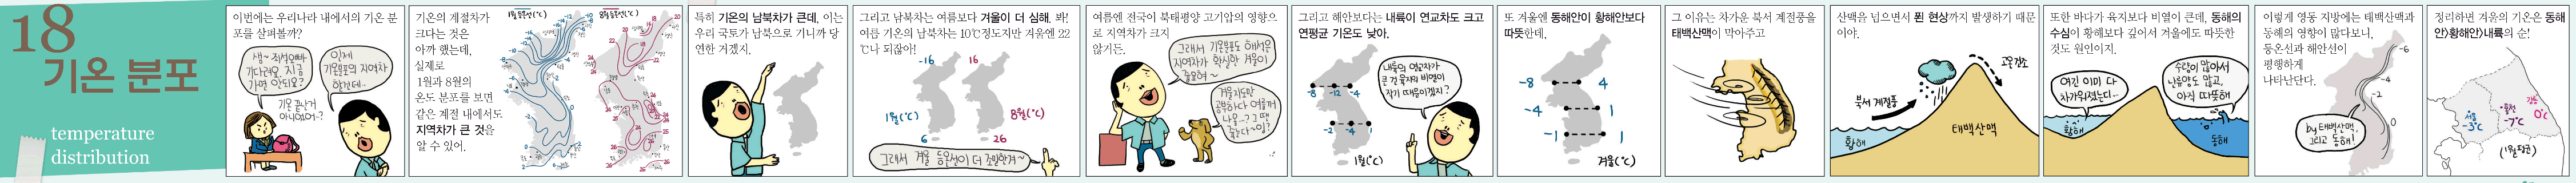 18
기온 분포
temperature
distribution
이번에는 우리나라 내에서의 기온 분
포를 살펴볼까?
기다려요. 지금
가면 안되요?
이제
기온분포의 지역차
할건데..
기온 끝난거
아니었어~?
기온의 계절차가
크다는 것은
아까 했는데,
실제로
1월과 8월의
온도 분포를 보면
같은 계절 내에서도
지역차가 큰 것을
알 수 있어.
1월 등온선(℃)
8월 등온선(℃)
특히 기온의 남북차가 큰데, 이는
우리 국토가 남북으로 기니까 당
연한 거겠지.
그리고 남북차는 여름보다 겨울이 더 심해. 봐!
여름 기온의 남북차는 10℃정도지만 겨울엔 22
℃나 되잖아!
-16
16
1월(℃)
8월(℃)
6
26
그래서 겨울 등온선이 더 조밀한겨~
여름엔 전국이 북태평양 고기압의 영향으
로 지역차가 크지
않거든.
그래서 기온분포도 해서운
지역차가 확실한 겨울이
중요혀~
겨울지도만
공부하다 여름꺼
나옴~?
그리고 해안보다는 내륙이 연교차도 크고
연평균 기온도 낮아.
내륙의 연교차가
큰 건 육지의 비열이
작기 때문이겠지?
-8 -12 -4
-2 -4 1
1월(℃)
또 겨울엔 동해안이 황해안보다
따뜻한데,
-8 4
-4 1
-1 1
겨울(℃)
그 이유는 차가운 북서 계절풍을
태백산맥이 막아주고
산맥을 넘으면서 푄 현상까지 발생하기 때문
이야.
북서 계절풍
고온건조
황해
태백산맥
또한 바다가 육지보다 비열이 큰데, 동해의
수심이 황해보다 깊어서 겨울에도 따뜻한
것도 원인이지.
여긴 이미 다
차가워졌는디~
수량이 많아서
난류양도 많고,
아직 따뜻해
황해
동해
이렇게 영동 지방에는 태백산맥과
동해의 영향이 많다보니,
등온선과 해안선이
평행하게
나타난단다.
-6
-4
-2
0
by 태백산맥,
그리고 동해!
정리하면 겨울의 기온은 동해
안>황해안>내륙의 순!
서울
-3℃
홍천
-7℃
강릉
0℃
(1월 평균)